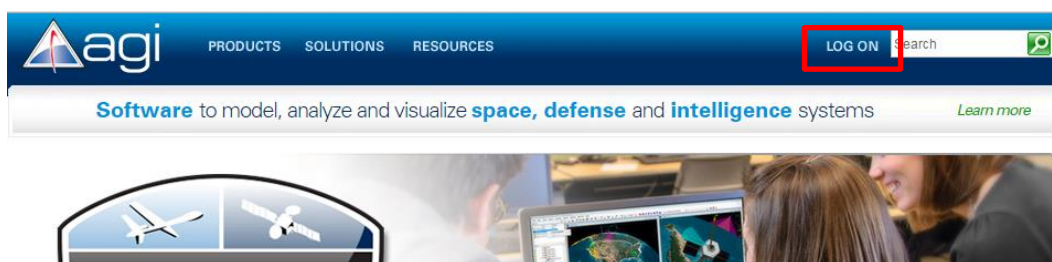 agi
PRODUCTS SOLUTIONS RESOURCES LOG ON Search
Software to model, analyze and visualize space, defense and intelligence systems Learn more